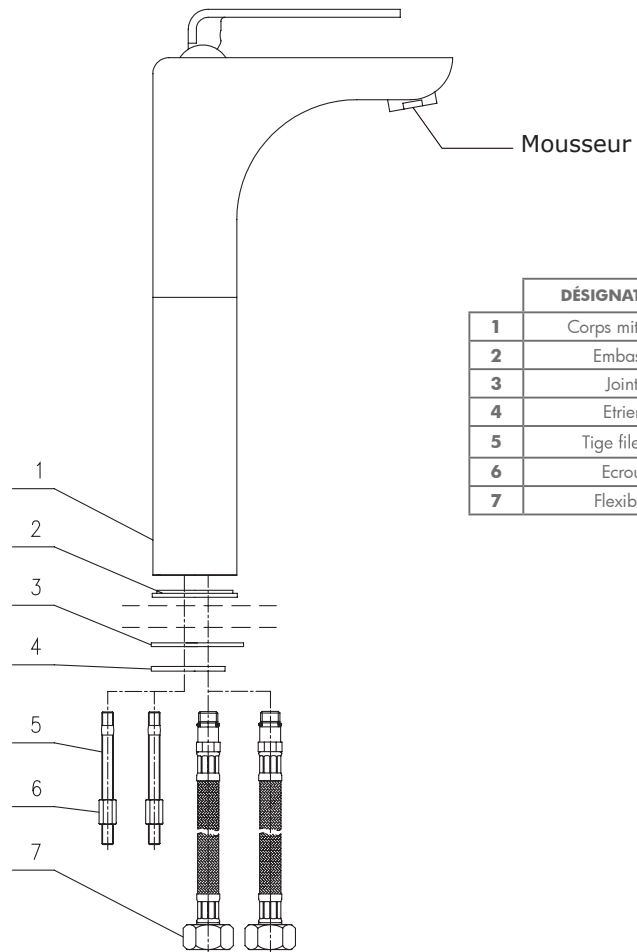 Mousseur
DÉSIGNAT
1 Corps mit
2 Embas
3 Joint
4 Etrier
5 Tige file
6 Ecrou
7 Flexib
1
2
3
4
5
6
7